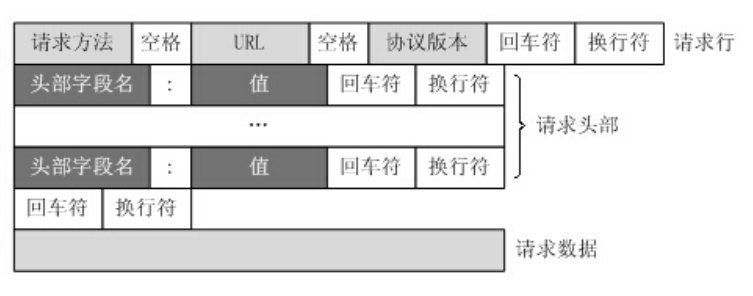 请求方法 空格 URL 空格 协议版本 回车符 换行符 请求行
头部字段名 : 值 回车符 换行符
... 请求头部
头部字段名 : 值 回车符 换行符
回车符 换行符
请求数据